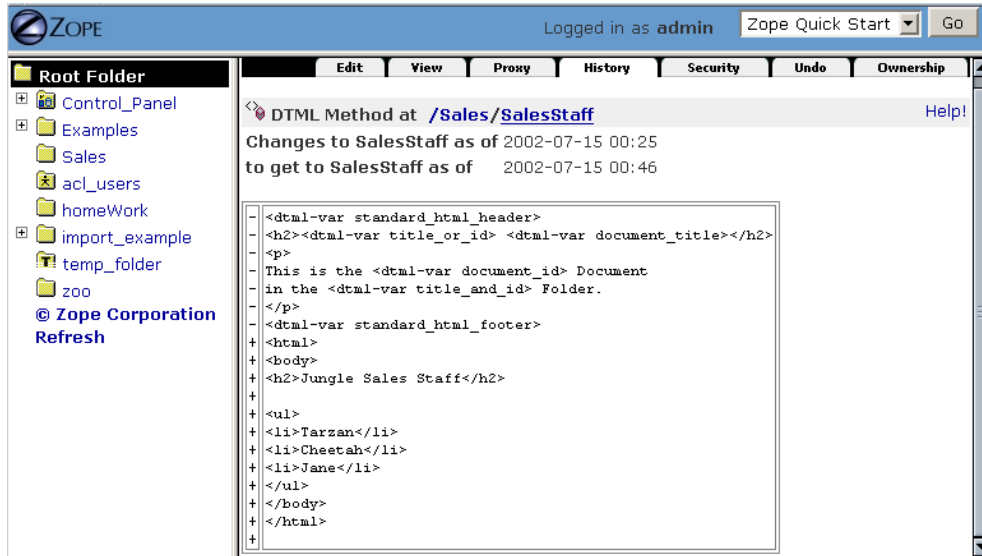 ZOPE
Logged in as admin
Zope Quick Start
Go
Root Folder
Control_Panel
Examples
Sales
acl_users
homeWork
import_example
temp_folder
zoo
© Zope Corporation
Refresh
Edit View Proxy History Security Undo Ownership
DTML Method at /Sales/SalesStaff
Help!
Changes to SalesStaff as of 2002-07-15 00:25
to get to SalesStaff as of 2002-07-15 00:46
- <dtml-var standard_html_header>
- <h2><dtml-var title_or_id> <dtml-var document_title></h2>
- <p>
- This is the <dtml-var document_id> Document
- in the <dtml-var title_and_id> Folder.
- </p>
- <dtml-var standard_html_footer>
+ <html>
+ <body>
+ <h2>Jungle Sales Staff</h2>
+
+ <ul>
+ <li>Tarzan</li>
+ <li>Cheetah</li>
+ <li>Jane</li>
+ </ul>
+ </body>
+ </html>
+